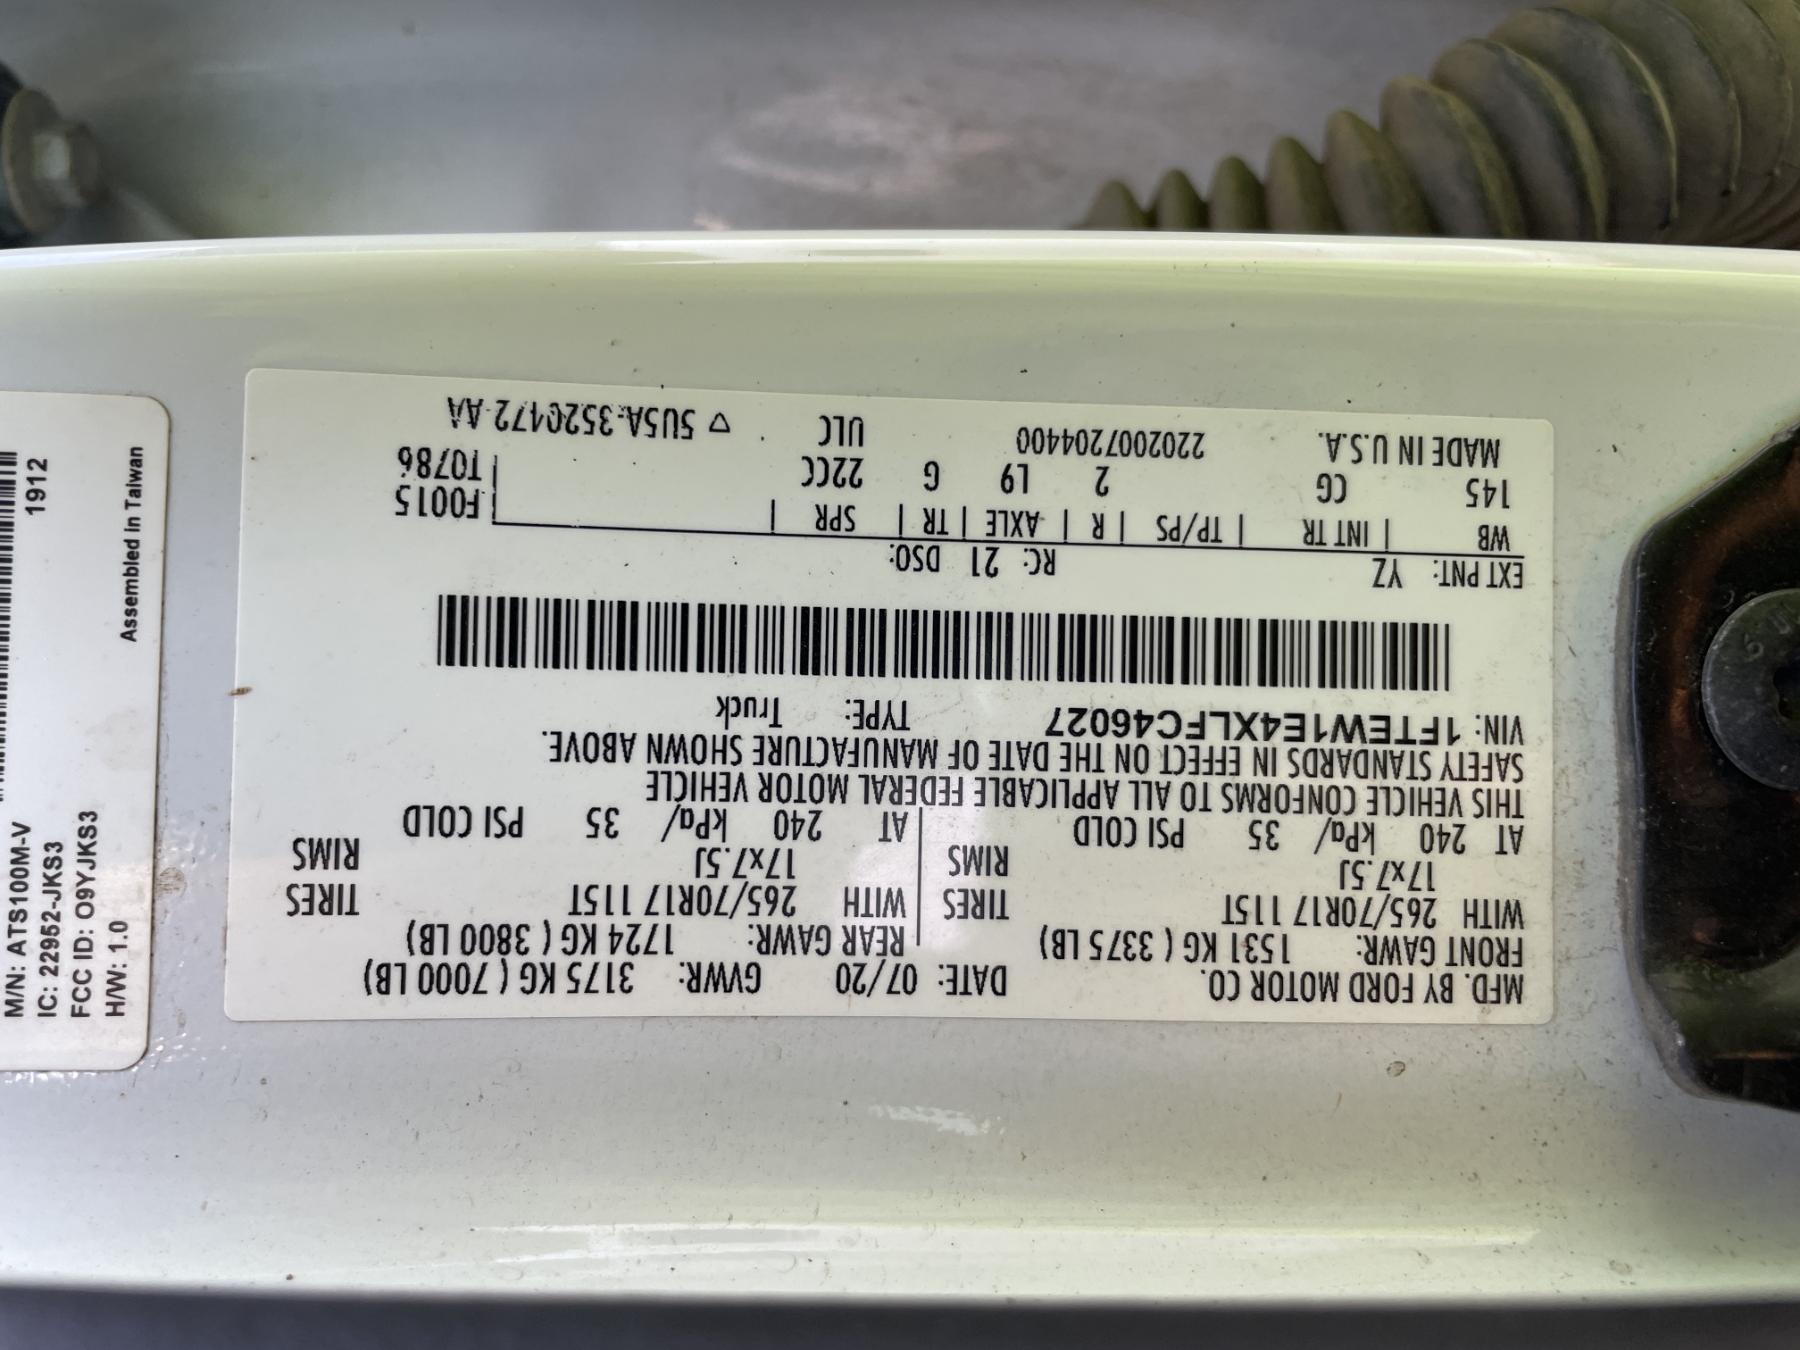 MFD. BY FORD MOTOR CO. DATE: 07/20 GVWR: 3175 KG ( 7000 LB)
FRONT GAWR: 1531 KG ( 3375 LB) REAR GAWR: 1724 KG ( 3800 LB)
WITH 265/70R17 115T TIRES WITH 265/70R17 115T TIRES
17x7.5J RIMS 17x7.5J RIMS
AT 240 kPa/ 35 PSI COLD AT 240 kPa/ 35 PSI COLD
THIS VEHICLE CONFORMS TO ALL APPLICABLE FEDERAL MOTOR VEHICLE
SAFETY STANDARDS IN EFFECT ON THE DATE OF MANUFACTURE SHOWN ABOVE.
VIN: 1FTEW1E4XLFC46027 TYPE: Truck
EXT PNT: YZ RC: 21 DSO:
WB | INT TR | TP/PS | R | AXLE | TR | SPR | F0015
145 CG 2 L9 G 22CC T0786
MADE IN U.S.A. 220200720440​0 ULC ▽ 5U5A-3520472-AA
M/N: ATS100M-V 1912
IC: 22952-JKS3
FCC ID: O9YJKS3
H/W: 1.0 Assembled in Taiwan